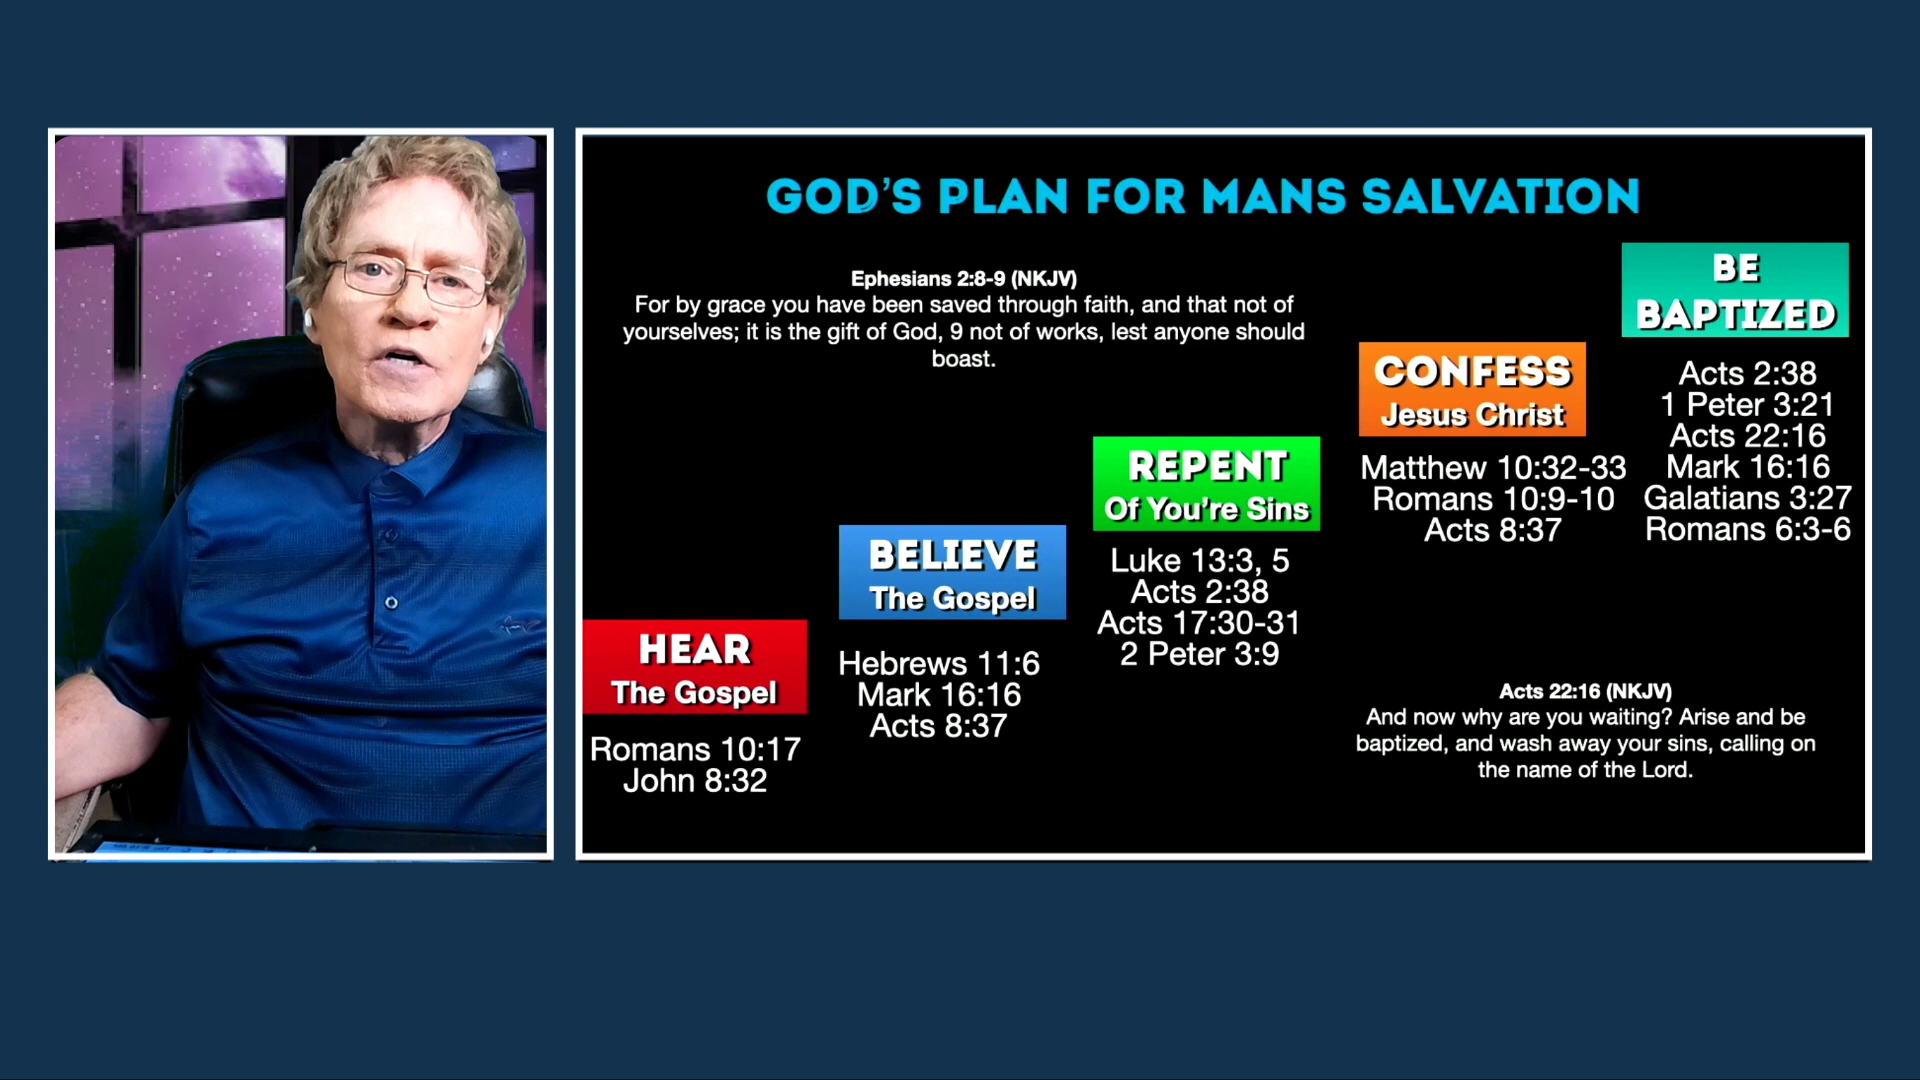 GOD'S PLAN FOR MANS SALVATION
Ephesians 2:8-9 (NKJV)
For by grace you have been saved through faith, and that not of
yourselves; it is the gift of God, 9 not of works, lest anyone should
boast.
HEAR
The Gospel
Romans 10:17
John 8:32
BELIEVE
The Gospel
Hebrews 11:6
Mark 16:16
Acts 8:37
REPENT
Of You're Sins
Luke 13:3, 5
Acts 2:38
Acts 17:30-31
2 Peter 3:9
CONFESS
Jesus Christ
Matthew 10:32-33
Romans 10:9-10
Acts 8:37
BE
BAPTIZED
Acts 2:38
1 Peter 3:21
Acts 22:16
Mark 16:16
Galatians 3:27
Romans 6:3-6
Acts 22:16 (NKJV)
And now why are you waiting? Arise and be
baptized, and wash away your sins, calling on
the name of the Lord.